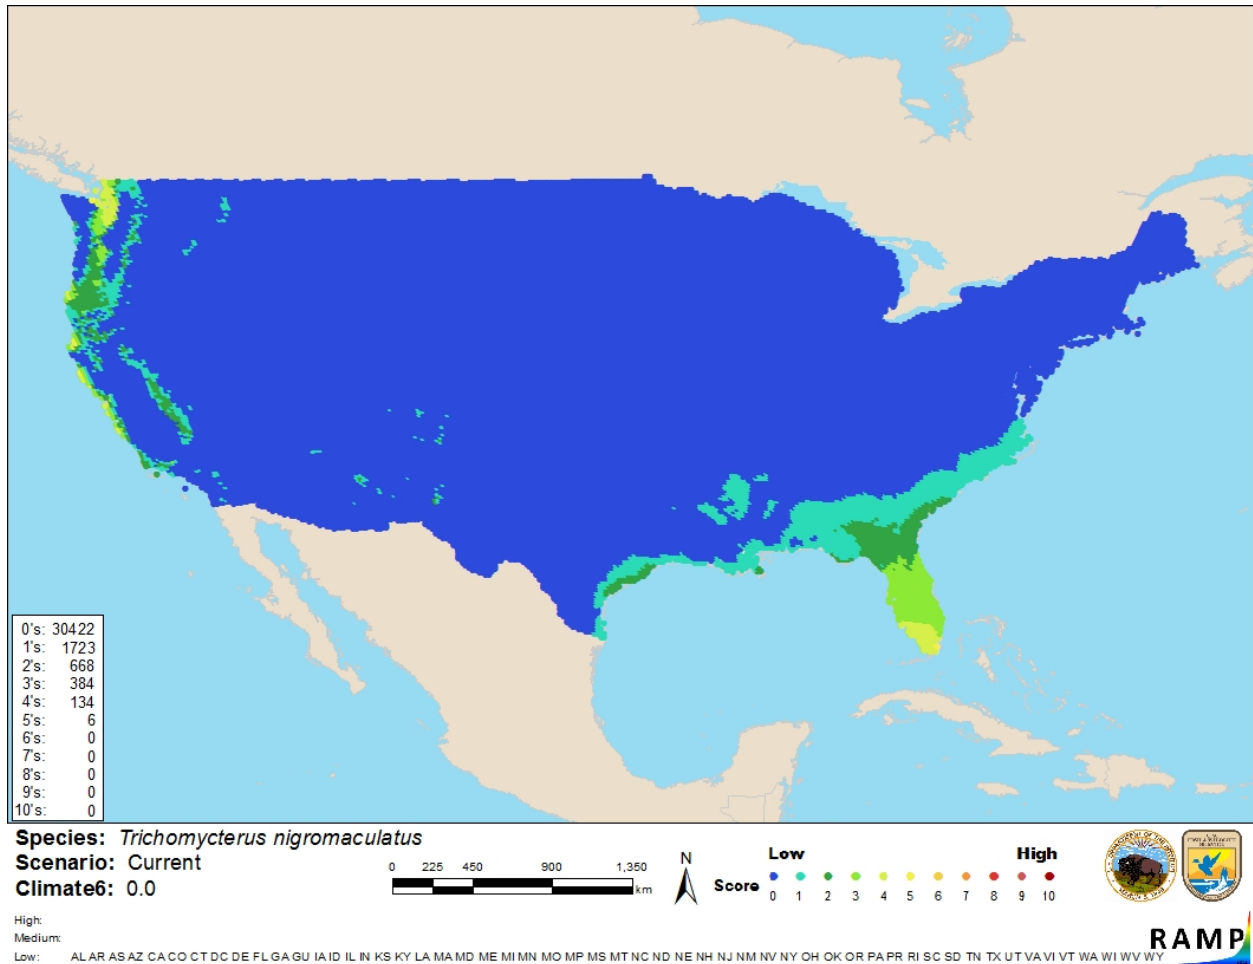 0's: 30422
1's: 1723
2's: 668
3's: 384
4's: 134
5's: 6
6's: 0
7's: 0
8's: 0
9's: 0
10's: 0
Species: Trichomycterus nigromaculatus
Scenario: Current
Climate6: 0.0
0 225 450 900 1,350
km
N
Low High
Score 0 1 2 3 4 5 6 7 8 9 10
High:
Medium:
Low: AL AR AS AZ CA CO CT DC DE FL GA GU IA ID IL IN KS KY LA MA MD ME MI MN MO MP MS MT NC ND NE NH NJ NM NV NY OH OK OR PA PR RI SC SD TN TX UT VA VI VT WA WI WV WY
RAMP